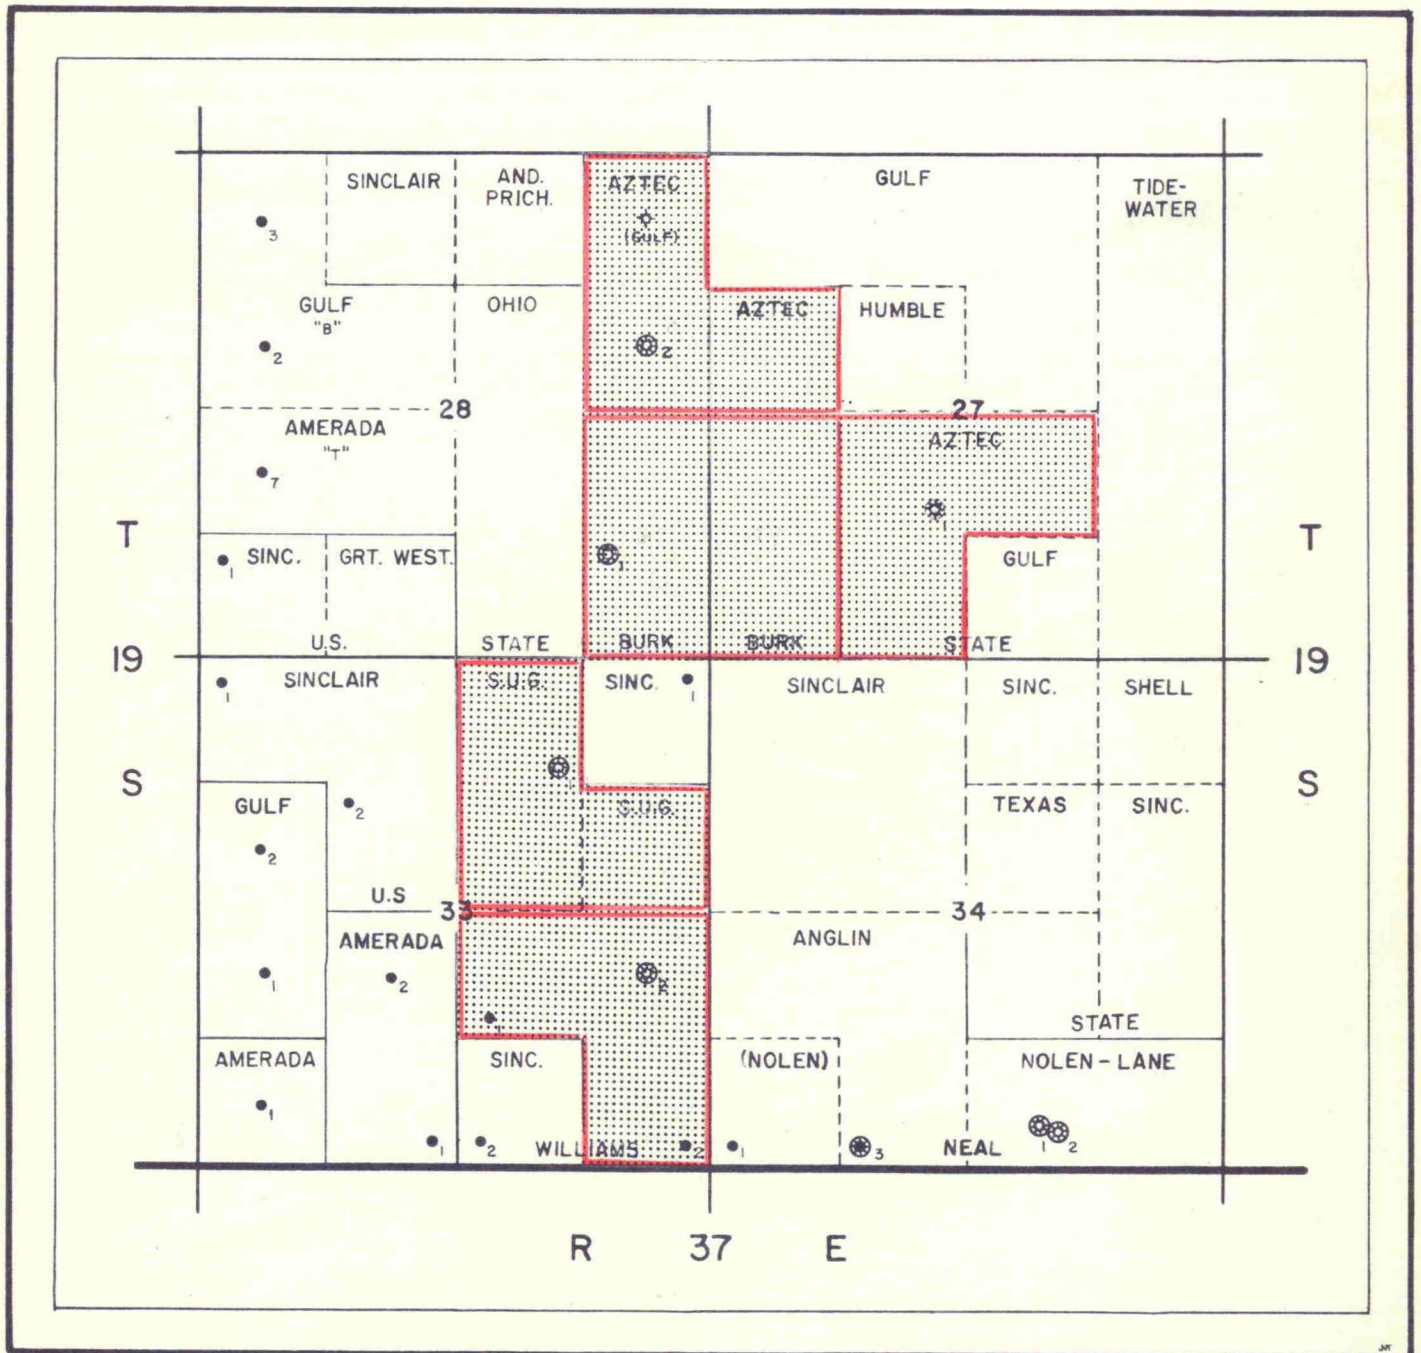 SINCLAIR
AND.
PRICH.
AZTEC
(GULF)
GULF
TIDE-
WATER
3
GULF
"B"
OHIO
AZTEC
HUMBLE
2
2
28
27
AMERADA
"T"
AZTEC
7
1
T
T
SINC.
GRT. WEST.
1
1
GULF
U.S.
STATE
BURK
BURK
STATE
19
19
SINCLAIR
S.U.G.
SINC.
SINCLAIR
SINC.
SHELL
1
1
1
S
S
GULF
2
S.U.G.
TEXAS
SINC.
2
U.S
33
34
AMERADA
ANGLIN
1
2
1
STATE
AMERADA
SINC.
(NOLEN)
NOLEN-LANE
1
1
2
WILLIAMS
2
1
3
NEAL
1
2
R 37 E